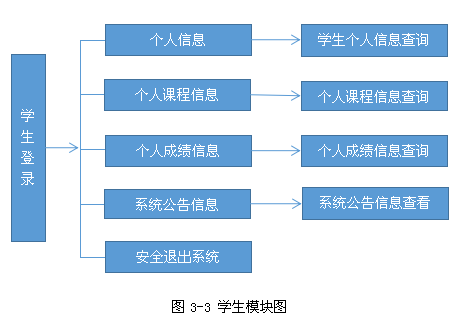 学生登录
个人信息
学生个人信息查询
个人课程信息
个人课程信息查询
个人成绩信息
个人成绩信息查询
系统公告信息
系统公告信息查看
安全退出系统
图 3-3 学生模块图